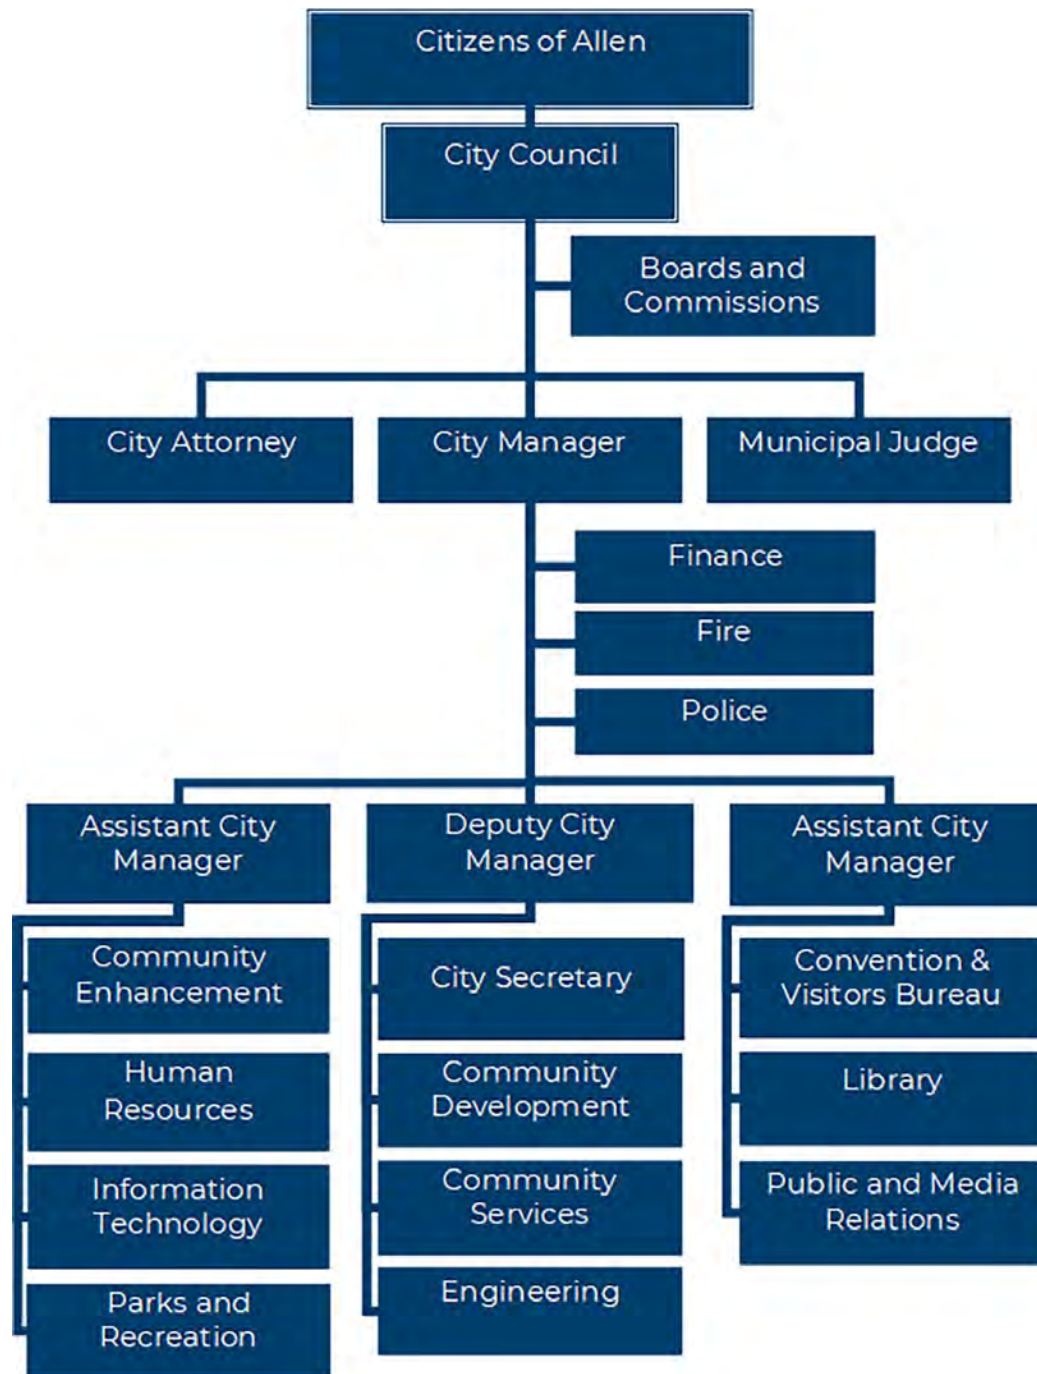 Citizens of Allen
City Council
Boards and
Commissions
City Attorney
City Manager
Municipal Judge
Finance
Fire
Police
Assistant City
Manager
Deputy City
Manager
Assistant City
Manager
Community
Enhancement
Human
Resources
Information
Technology
Parks and
Recreation
City Secretary
Community
Development
Community
Services
Engineering
Convention &
Visitors Bureau
Library
Public and Media
Relations